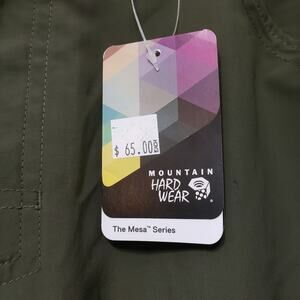 $ 65.00
MOUNTAIN
HARD
WEAR
The Mesa™ Series